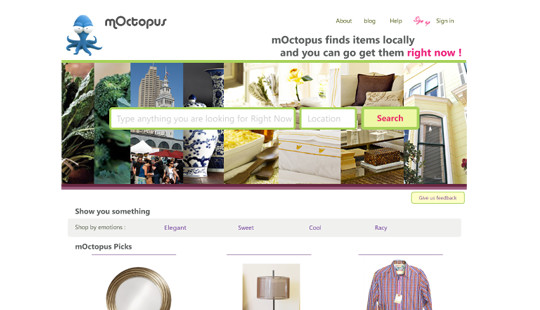 mOctopus
About blog Help Sign in
mOctopus finds items locally
and you can go get them right now !
Type anything you are looking for Right Now
Location
Search
Give us feedback
Show you something
Shop by emotions : Elegant Sweet Cool Racy
mOctopus Picks